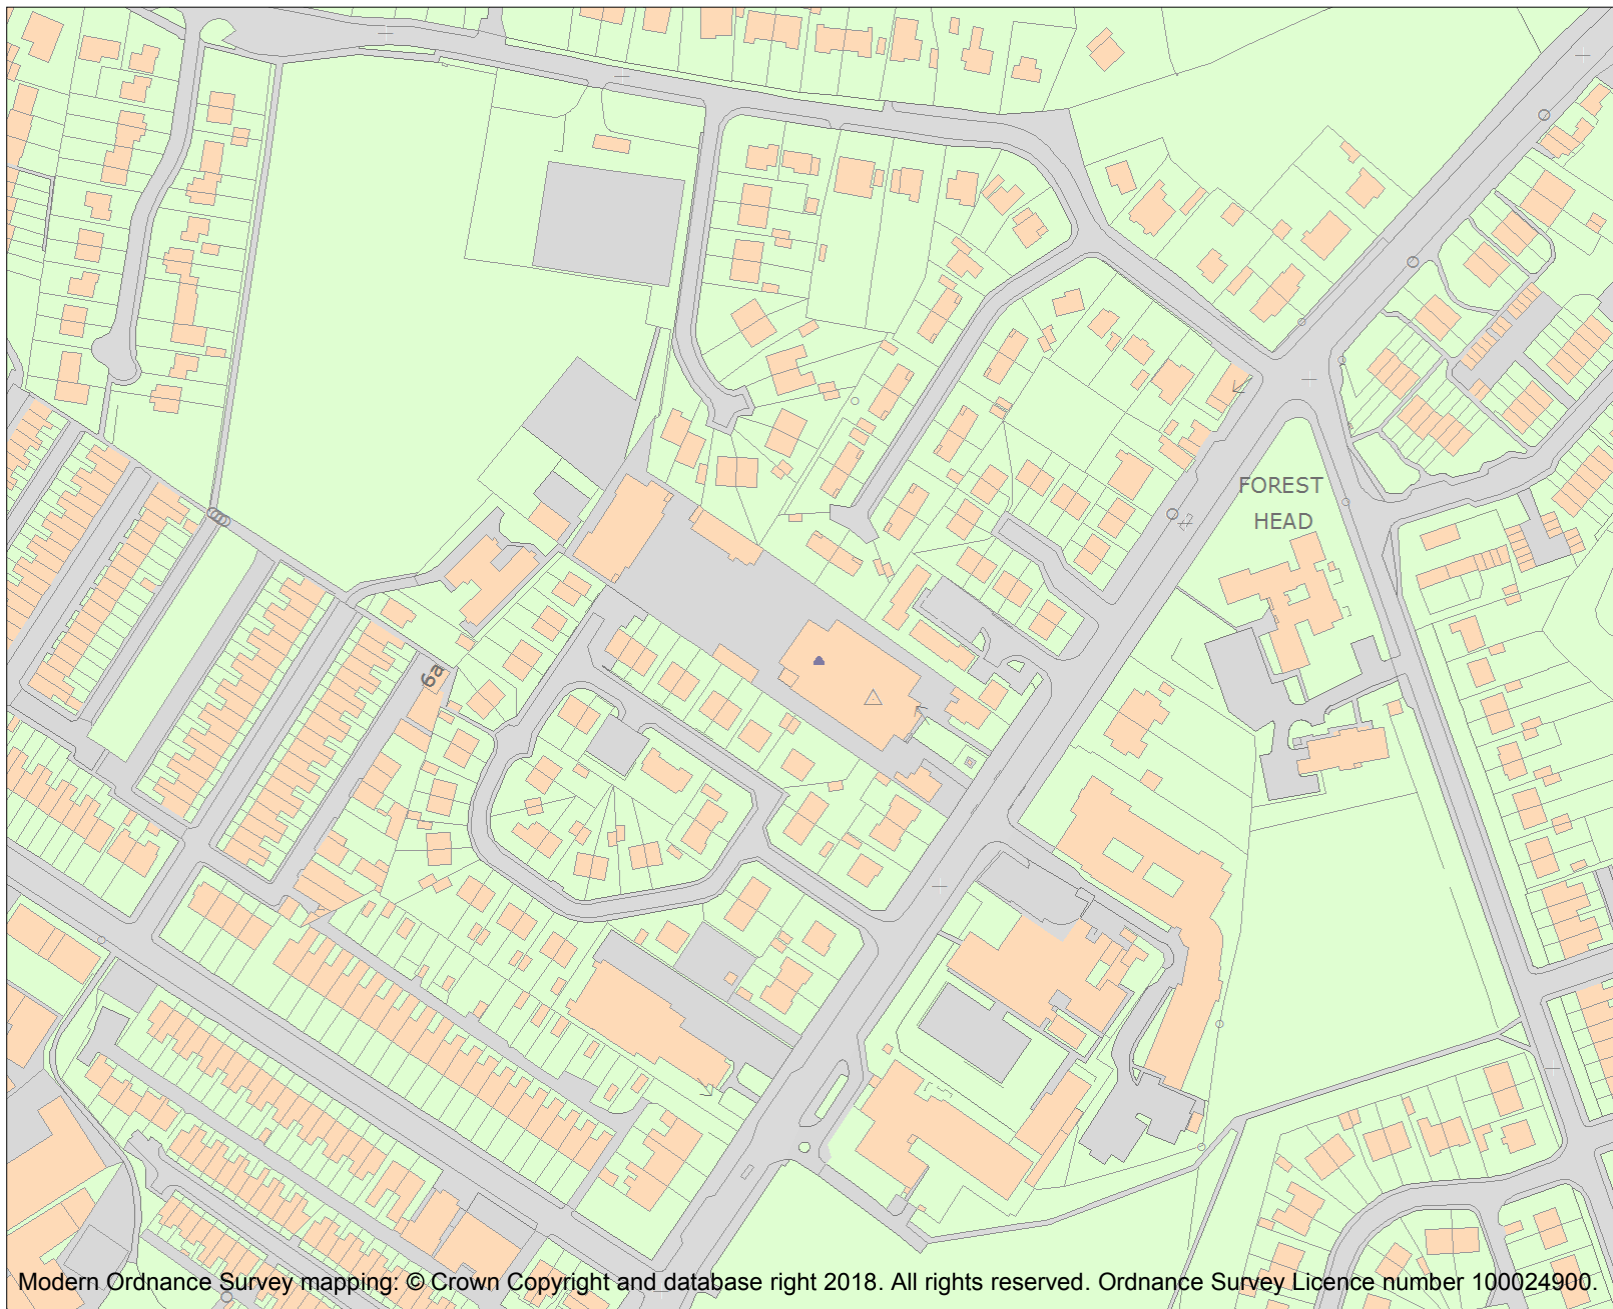 FOREST
HEAD
6a
Modern Ordnance Survey mapping: © Crown Copyright and database right 2018. All rights reserved. Ordnance Survey Licence number 100024900.